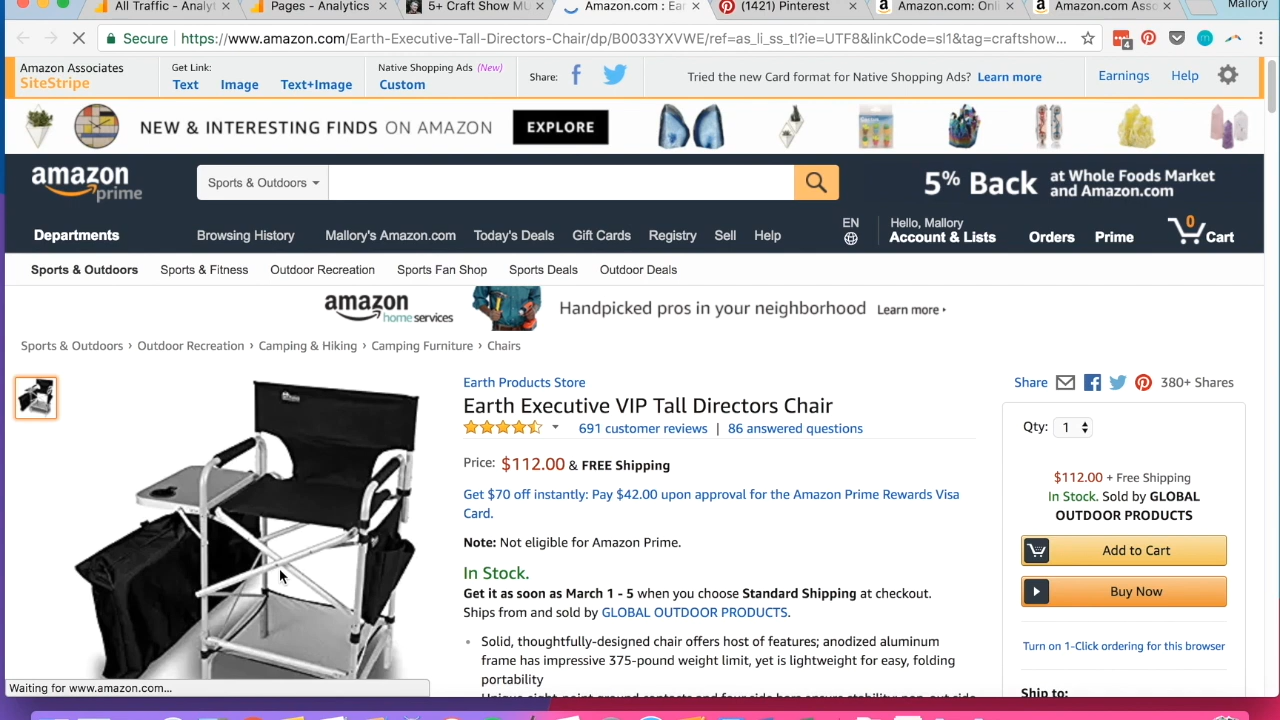 All Traffic - Analyt
Pages - Analytics
5+ Craft Show MU
Amazon.com : Ear
(1421) Pinterest
Amazon.com: Onl
Amazon.com Asso
Mallory
Secure
https://www.amazon.com/Earth-Executive-Tall-Directors-Chair/dp/B0033YXVWE/ref=as_li_ss_tl?ie=UTF8&linkCode=sl1&tag=craftshow...
4
Amazon Associates
SiteStripe
Get Link:
Text Image Text+Image
Native Shopping Ads (New)
Custom
Share:
Tried the new Card format for Native Shopping Ads? Learn more
Earnings Help
NEW & INTERESTING FINDS ON AMAZON EXPLORE
amazon prime
Sports & Outdoors
5% Back at Whole Foods Market and Amazon.com
Departments
Browsing History Mallory's Amazon.com Today's Deals Gift Cards Registry Sell Help
EN
Hello, Mallory
Account & Lists
Orders Prime
0
Cart
Sports & Outdoors Sports & Fitness Outdoor Recreation Sports Fan Shop Sports Deals Outdoor Deals
amazon home services
Handpicked pros in your neighborhood Learn more ›
Sports & Outdoors › Outdoor Recreation › Camping & Hiking › Camping Furniture › Chairs
Earth Products Store
Earth Executive VIP Tall Directors Chair
691 customer reviews | 86 answered questions
Price: $112.00 & FREE Shipping
Get $70 off instantly: Pay $42.00 upon approval for the Amazon Prime Rewards Visa
Card.
Note: Not eligible for Amazon Prime.
In Stock.
Get it as soon as March 1 - 5 when you choose Standard Shipping at checkout.
Ships from and sold by GLOBAL OUTDOOR PRODUCTS.
• Solid, thoughtfully-designed chair offers host of features; anodized aluminum
frame has impressive 375-pound weight limit, yet is lightweight for easy, folding
portability
Share 380+ Shares
Qty: 1
$112.00 + Free Shipping
In Stock. Sold by GLOBAL
OUTDOOR PRODUCTS
Add to Cart
Buy Now
Turn on 1-Click ordering for this browser
Ship to:
Waiting for www.amazon.com...